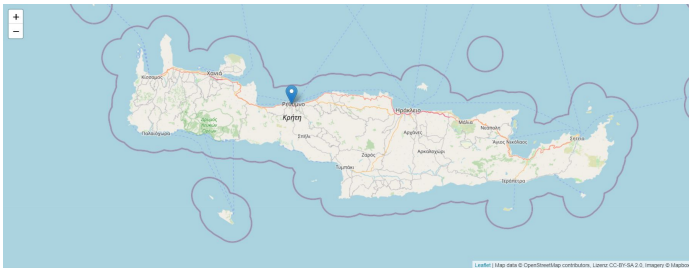 +
−
Κίσσαμος
Χανιά
Ρέθυμνο
Ηράκλειο
Κρήτη
Μάλια
Νεάπολη
Αρχάνες
Παλαιόχωρα
Σπήλι
Άγιος Νικόλαος
Σητεία
Αρκαλοχώρι
Ζαρός
Τυμπάκι
Ιεράπετρα
Leaflet | Map data © OpenStreetMap contributors, Lizenz CC-BY-SA 2.0, Imagery © Mapbox